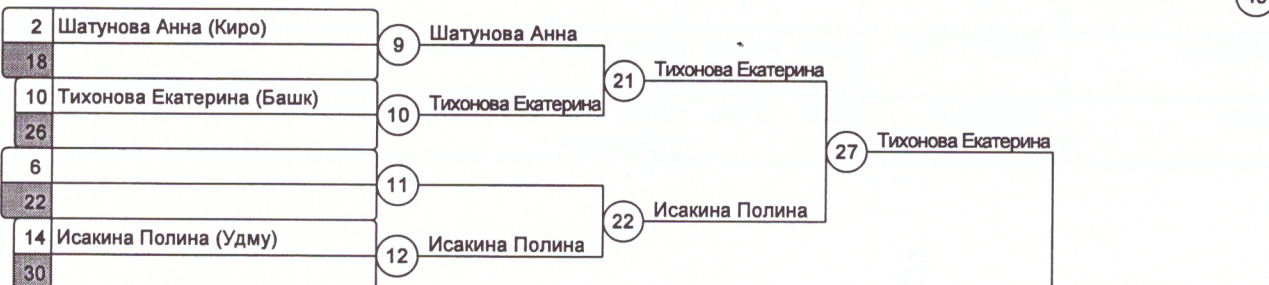 2 Шатунова Анна (Киро)
18
9 Шатунова Анна
10 Тихонова Екатерина (Башк)
26
10 Тихонова Екатерина
21 Тихонова Екатерина
6
22
11
14 Исакина Полина (Удму)
30
12 Исакина Полина
22 Исакина Полина
27 Тихонова Екатерина